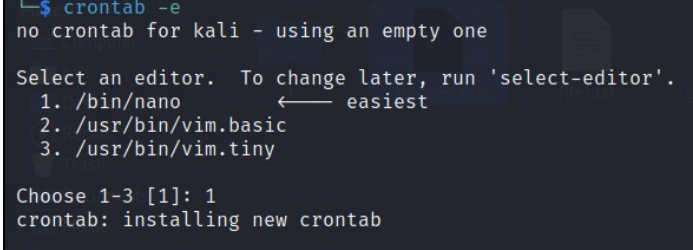 └─$ crontab -e
no crontab for kali - using an empty one
Select an editor.  To change later, run 'select-editor'.
  1. /bin/nano        <---- easiest
  2. /usr/bin/vim.basic
  3. /usr/bin/vim.tiny
Choose 1-3 [1]: 1
crontab: installing new crontab